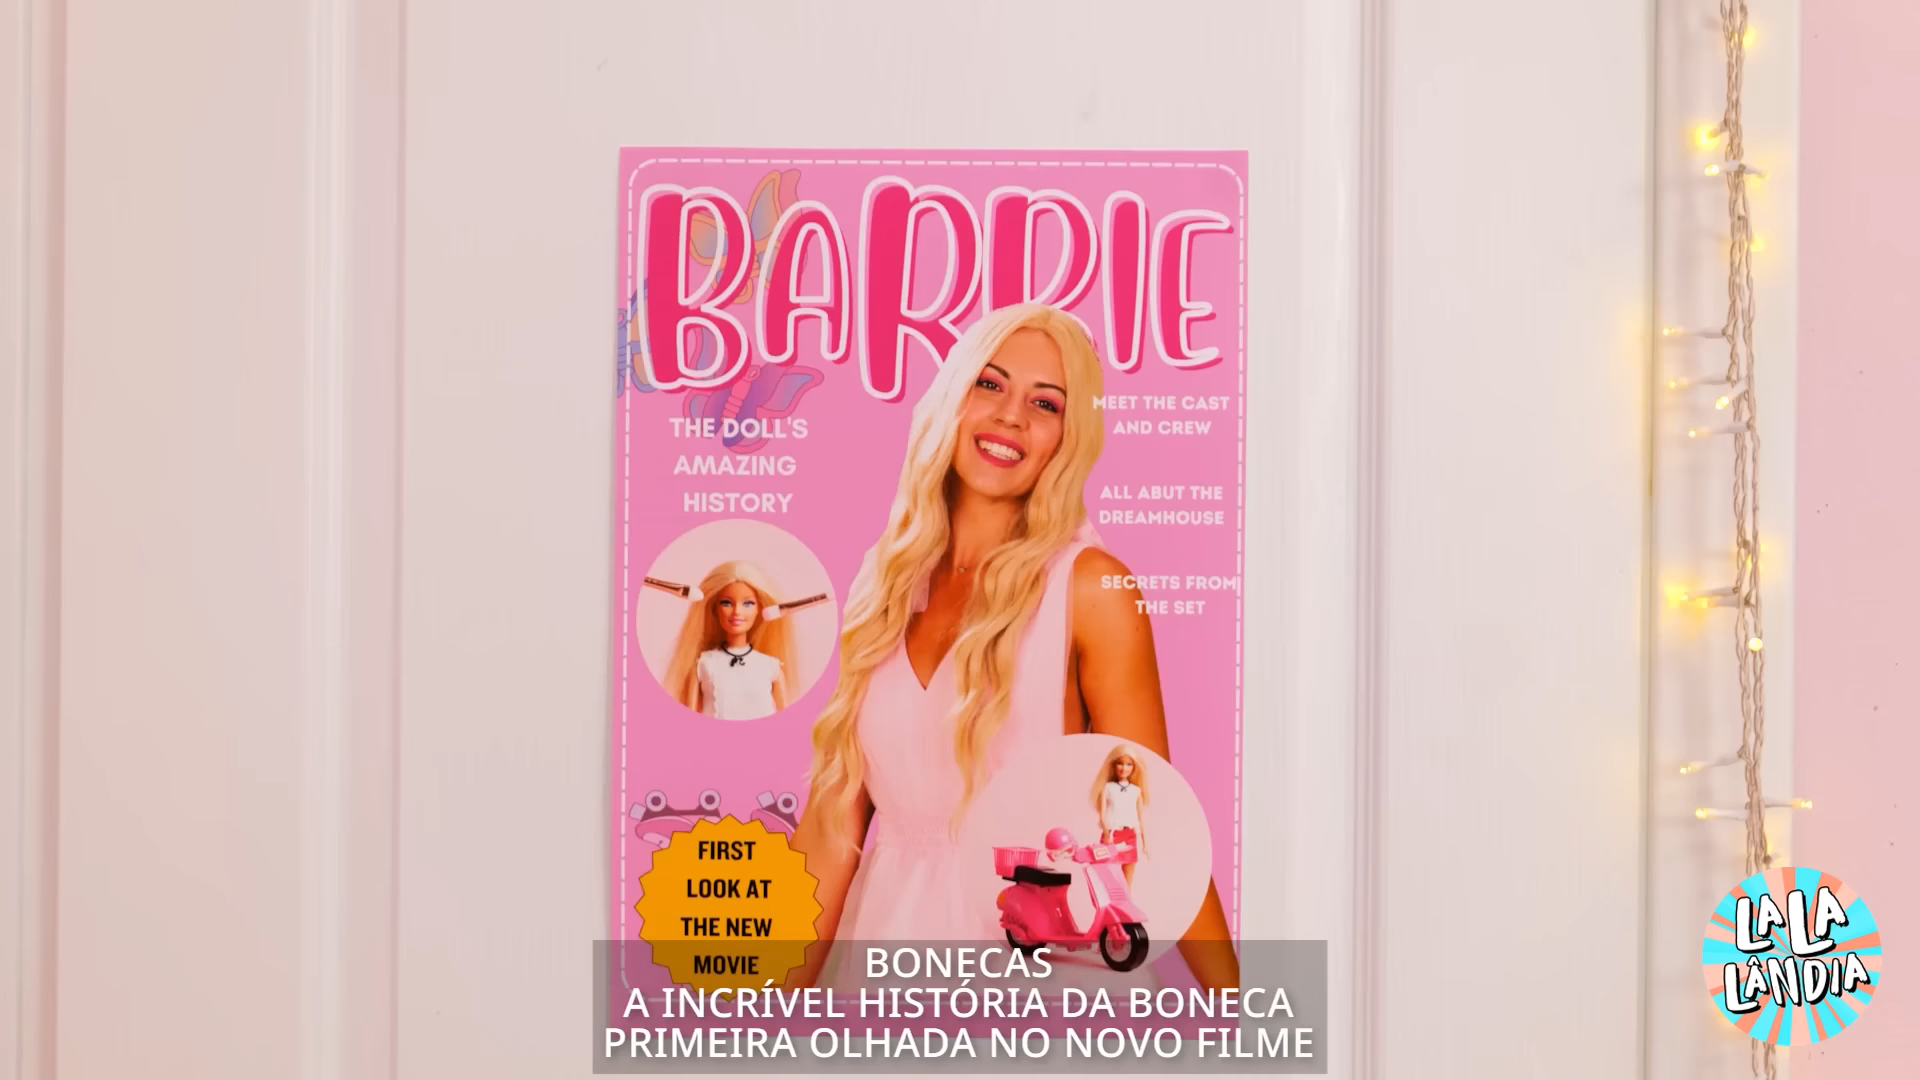 BARBIE
THE DOLL'S
AMAZING
HISTORY
MEET THE CAST
AND CREW
ALL ABUT THE
DREAMHOUSE
SECRETS FROM
THE SET
FIRST
LOOK AT
THE NEW
MOVIE
BONECAS
A INCRÍVEL HISTÓRIA DA BONECA
PRIMEIRA OLHADA NO NOVO FILME
LA LA
LÂNDIA